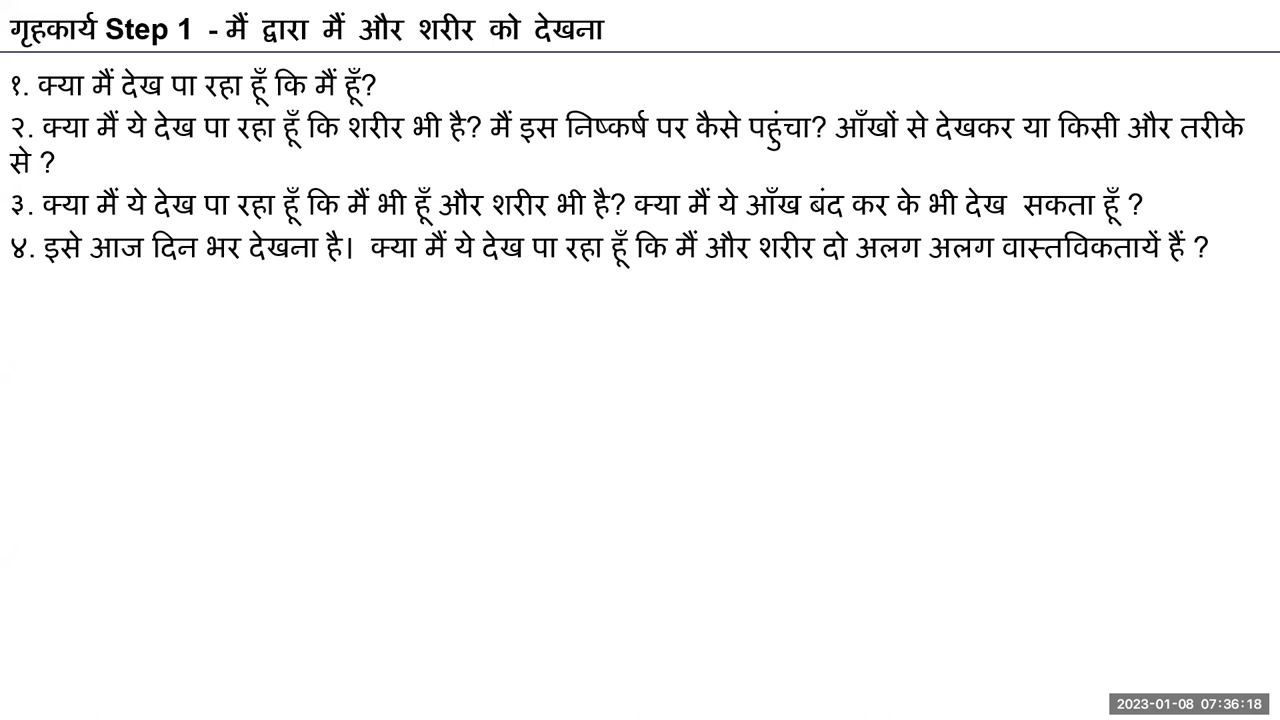 गृहकार्य Step 1 - मैं द्वारा मैं और शरीर को देखना
१. क्या मैं देख पा रहा हूँ कि मैं हूँ?
२. क्या मैं ये देख पा रहा हूँ कि शरीर भी है? मैं इस निष्कर्ष पर कैसे पहुंचा? आँखों से देखकर या किसी और तरीके
से ?
३. क्या मैं ये देख पा रहा हूँ कि मैं भी हूँ और शरीर भी है? क्या मैं ये आँख बंद कर के भी देख सकता हूँ ?
४. इसे आज दिन भर देखना है। क्या मैं ये देख पा रहा हूँ कि मैं और शरीर दो अलग अलग वास्तविकतायें हैं ?
2023-01-08 07:36:18